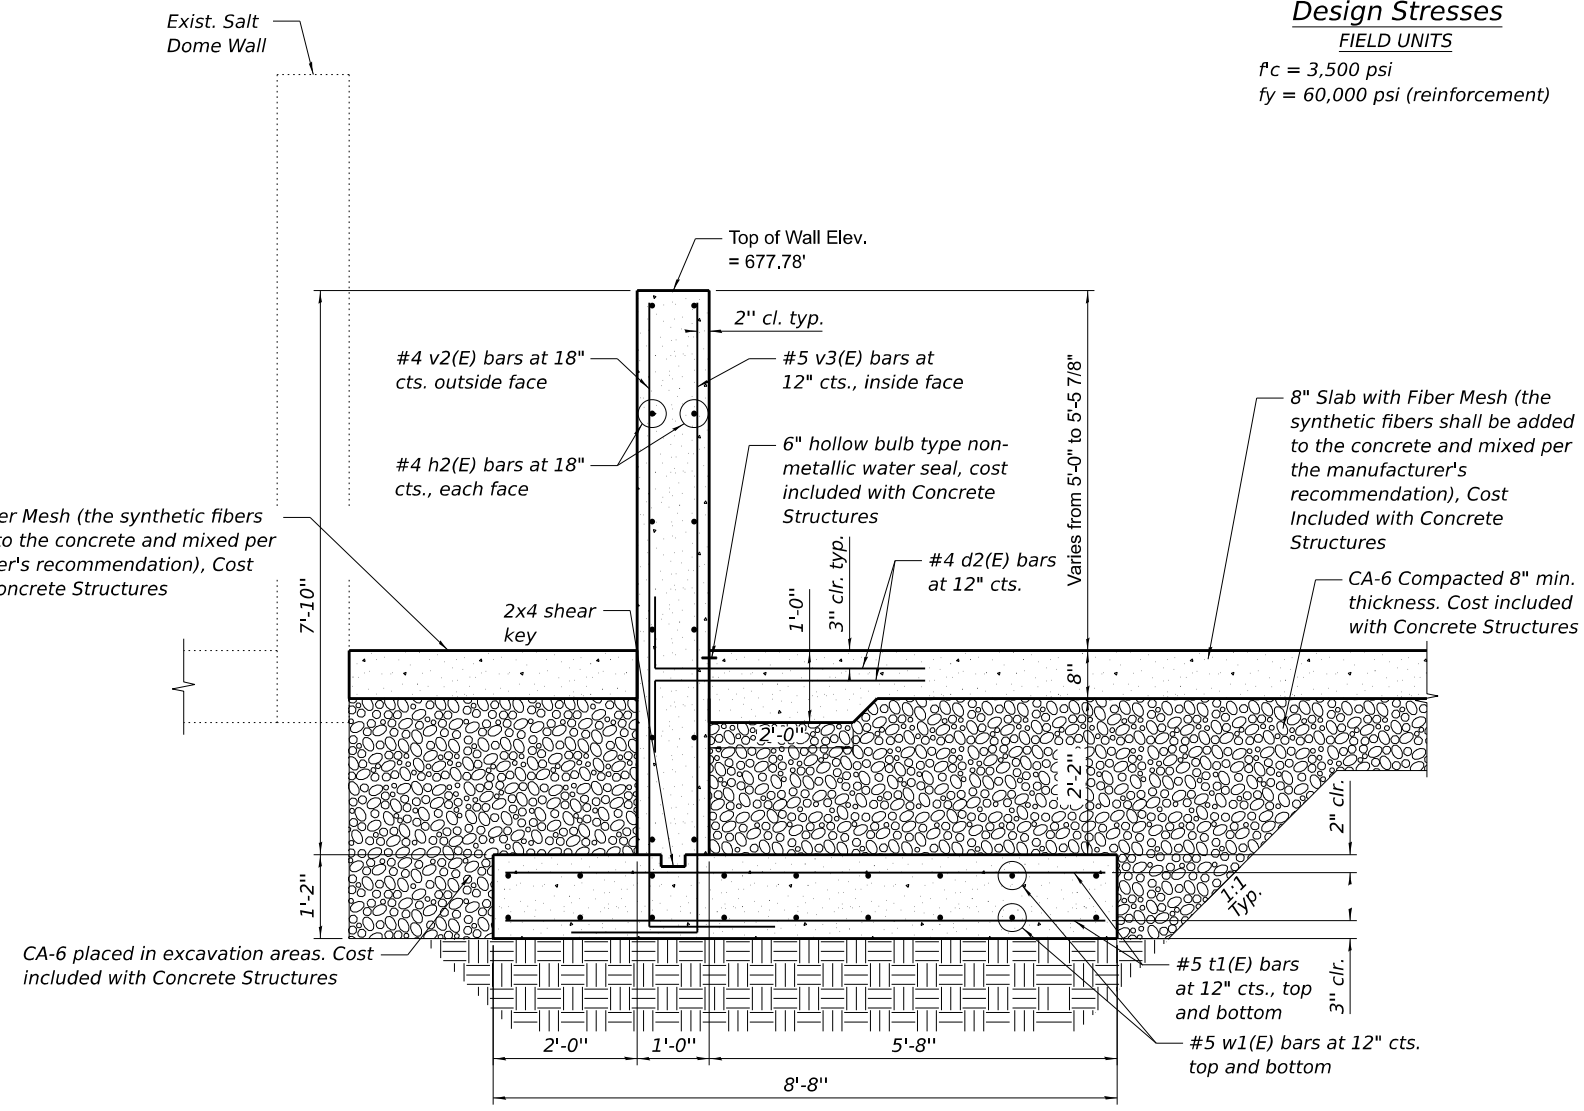 Exist. Salt
Dome Wall
Design Stresses
FIELD UNITS
f'c = 3,500 psi
fy = 60,000 psi (reinforcement)
Top of Wall Elev.
= 677.78'
2'' cl. typ.
#4 v2(E) bars at 18"
cts. outside face
#5 v3(E) bars at
12" cts., inside face
#4 h2(E) bars at 18"
cts., each face
6" hollow bulb type non-
metallic water seal, cost
included with Concrete
Structures
Varies from 5'-0" to 5'-5 7/8"
8" Slab with Fiber Mesh (the
synthetic fibers shall be added
to the concrete and mixed per
the manufacturer's
recommendation), Cost
Included with Concrete
Structures
er Mesh (the synthetic fibers
to the concrete and mixed per
er's recommendation), Cost
oncrete Structures
7'-10''
2x4 shear
key
1'-0''
3'' clr. typ.
#4 d2(E) bars
at 12" cts.
CA-6 Compacted 8" min.
thickness. Cost included
with Concrete Structures
8''
2'-0''
2'-2''
2'' clr.
1'-2''
1:1
Typ.
CA-6 placed in excavation areas. Cost
included with Concrete Structures
#5 t1(E) bars
at 12" cts., top
and bottom
3'' clr.
#5 w1(E) bars at 12" cts.
top and bottom
2'-0''
1'-0''
5'-8''
8'-8''